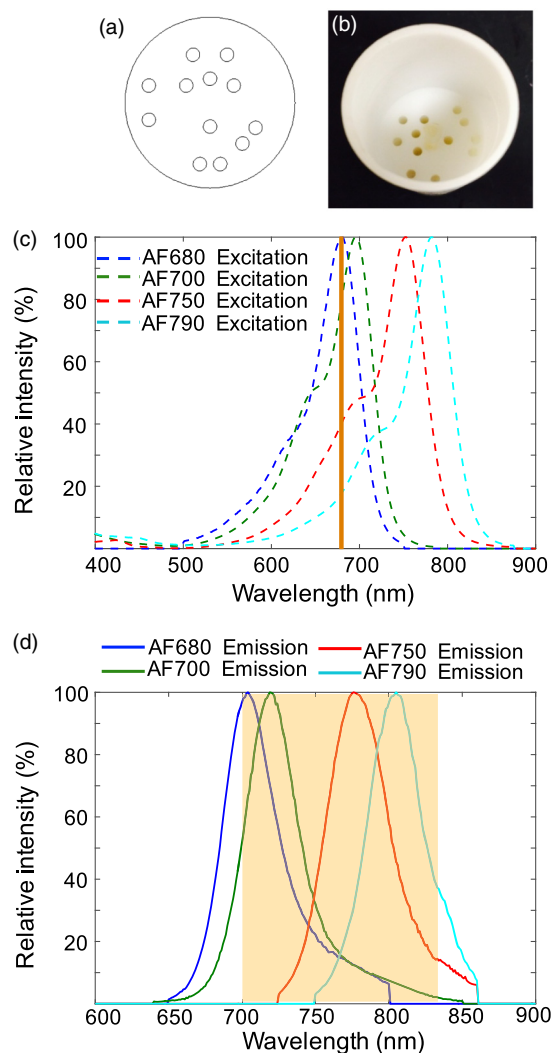 (a)
(b)
(c)
100
80
60
40
20
AF680 Excitation
AF700 Excitation
AF750 Excitation
AF790 Excitation
Relative intensity (%)
400 500 600 700 800 900
Wavelength (nm)
(d)
AF680 Emission AF750 Emission
AF700 Emission AF790 Emission
100
80
60
40
20
Relative intensity (%)
600 650 700 750 800 850 900
Wavelength (nm)